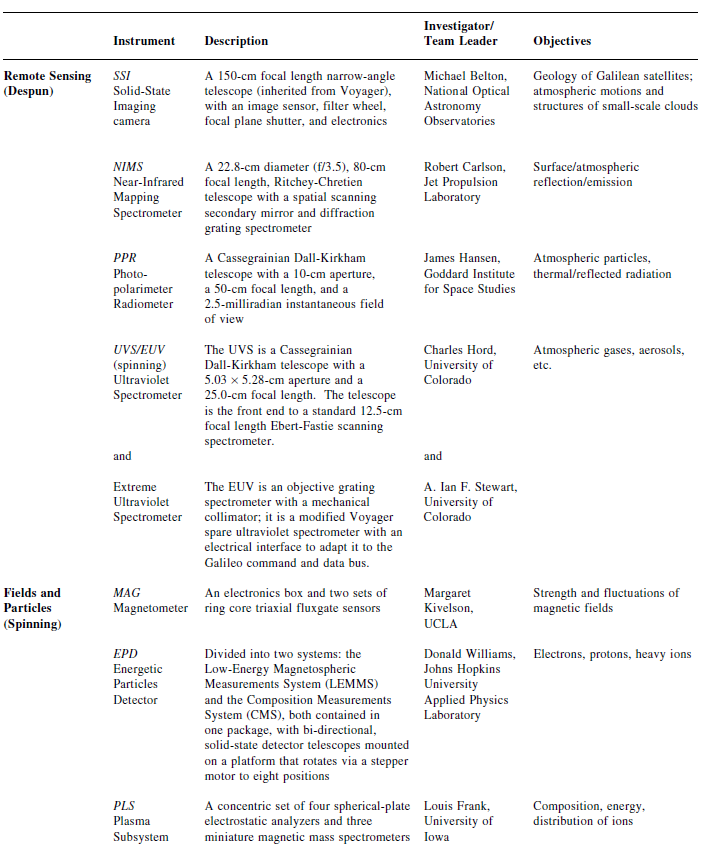 Investigator/
Instrument Description Team Leader Objectives
Remote Sensing SSI A 150-cm focal length narrow-angle Michael Belton, Geology of Galilean satellites;
(Despun) Solid-State telescope (inherited from Voyager), National Optical atmospheric motions and
Imaging with an image sensor, filter wheel, Astronomy structures of small-scale clouds
camera focal plane shutter, and electronics Observatories
NIMS A 22.8-cm diameter (f/3.5), 80-cm Robert Carlson, Surface/atmospheric
Near-Infrared focal length, Ritchey-Chretien Jet Propulsion reflection/emission
Mapping telescope with a spatial scanning Laboratory
Spectrometer secondary mirror and diffraction
grating spectrometer
PPR A Cassegrainian Dall-Kirkham James Hansen, Atmospheric particles,
Photo- telescope with a 10-cm aperture, Goddard Institute thermal/reflected radiation
polarimeter a 50-cm focal length, and a for Space Studies
Radiometer 2.5-milliradian instantaneous field
of view
UVS/EUV The UVS is a Cassegrainian Charles Hord, Atmospheric gases, aerosols,
(spinning) Dall-Kirkham telescope with a University of etc.
Ultraviolet 5.03 × 5.28-cm aperture and a Colorado
Spectrometer 25.0-cm focal length. The telescope
is the front end to a standard 12.5-cm
focal length Ebert-Fastie scanning
spectrometer.
and and
Extreme The EUV is an objective grating A. Ian F. Stewart,
Ultraviolet spectrometer with a mechanical University of
Spectrometer collimator; it is a modified Voyager Colorado
spare ultraviolet spectrometer with an
electrical interface to adapt it to the
Galileo command and data bus.
Fields and MAG An electronics box and two sets of Margaret Strength and fluctuations of
Particles Magnetometer ring core triaxial fluxgate sensors Kivelson, magnetic fields
(Spinning) UCLA
EPD Divided into two systems: the Donald Williams, Electrons, protons, heavy ions
Energetic Low-Energy Magnetospheric Johns Hopkins
Particles Measurements System (LEMMS) University
Detector and the Composition Measurements Applied Physics
System (CMS), both contained in Laboratory
one package, with bi-directional,
solid-state detector telescopes mounted
on a platform that rotates via a stepper
motor to eight positions
PLS A concentric set of four spherical-plate Louis Frank, Composition, energy,
Plasma electrostatic analyzers and three University of distribution of ions
Subsystem miniature magnetic mass spectrometers Iowa